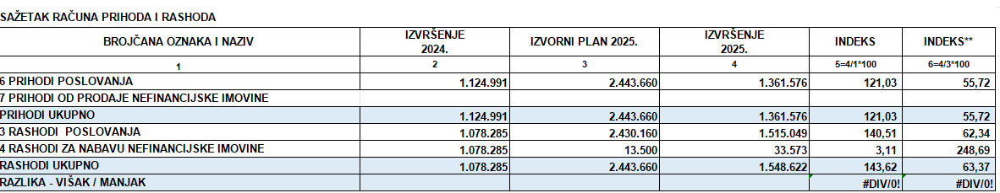 SAŽETAK RAČUNA PRIHODA I RASHODA
BROJČANA OZNAKA I NAZIV IZVRŠENJE 2024. IZVORNI PLAN 2025. IZVRŠENJE 2025. INDEKS INDEKS**
1 2 3 4 5=4/1*100 6=4/3*100
6 PRIHODI POSLOVANJA 1.124.991 2.443.660 1.361.576 121,03 55,72
7 PRIHODI OD PRODAJE NEFINANCIJSKE IMOVINE
PRIHODI UKUPNO 1.124.991 2.443.660 1.361.576 121,03 55,72
3 RASHODI POSLOVANJA 1.078.285 2.430.160 1.515.049 140,51 62,34
4 RASHODI ZA NABAVU NEFINANCIJSKE IMOVINE 1.078.285 13.500 33.573 3,11 248,69
RASHODI UKUPNO 1.078.285 2.443.660 1.548.622 143,62 63,37
RAZLIKA - VIŠAK / MANJAK #DIV/0! #DIV/0!